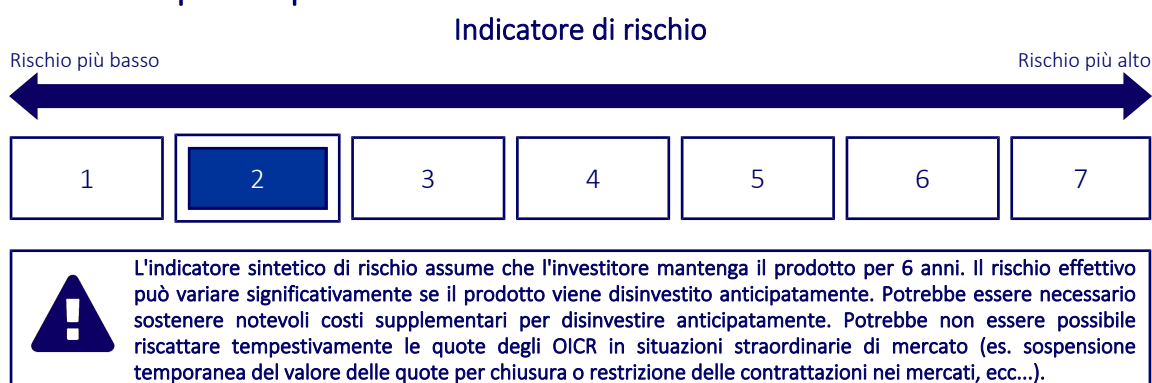 Indicatore di rischio
Rischio più basso
Rischio più alto
1
2
3
4
5
6
7
L'indicatore sintetico di rischio assume che l'investitore mantenga il prodotto per 6 anni. Il rischio effettivo
può variare significativamente se il prodotto viene disinvestito anticipatamente. Potrebbe essere necessario
sostenere notevoli costi supplementari per disinvestire anticipatamente. Potrebbe non essere possibile
riscattare tempestivamente le quote degli OICR in situazioni straordinarie di mercato (es. sospensione
temporanea del valore delle quote per chiusura o restrizione delle contrattazioni nei mercati, ecc...).